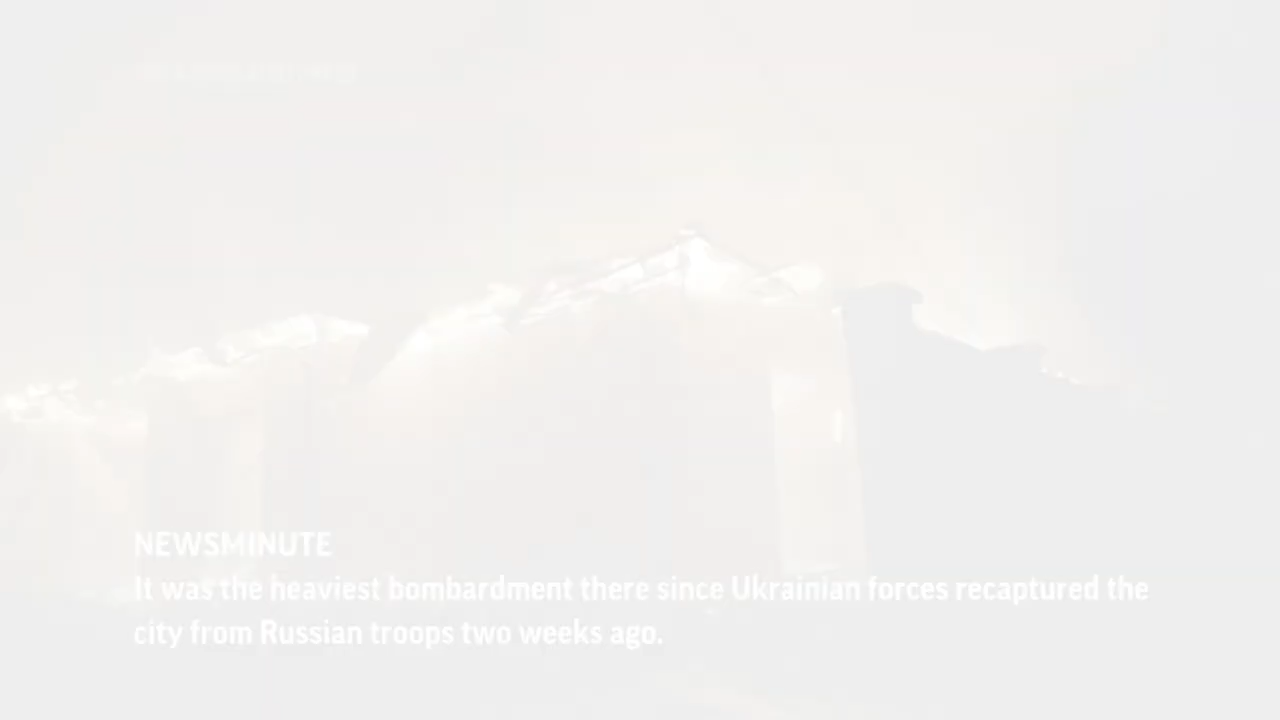 NEWSMINUTE
It was the heaviest bombardment there since Ukrainian forces recaptured the
city from Russian troops two weeks ago.